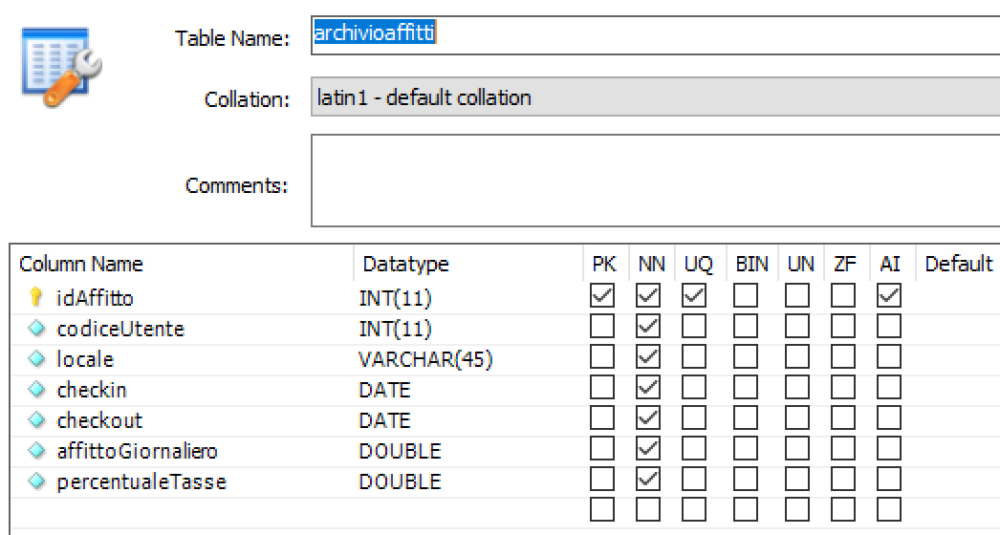 Table Name: archivioaffitti
Collation: latin1 - default collation
Comments:
Column Name Datatype PK NN UQ BIN UN ZF AI Default
idAffitto INT(11)
codiceUtente INT(11)
locale VARCHAR(45)
checkin DATE
checkout DATE
affittoGiornaliero DOUBLE
percentualeTasse DOUBLE